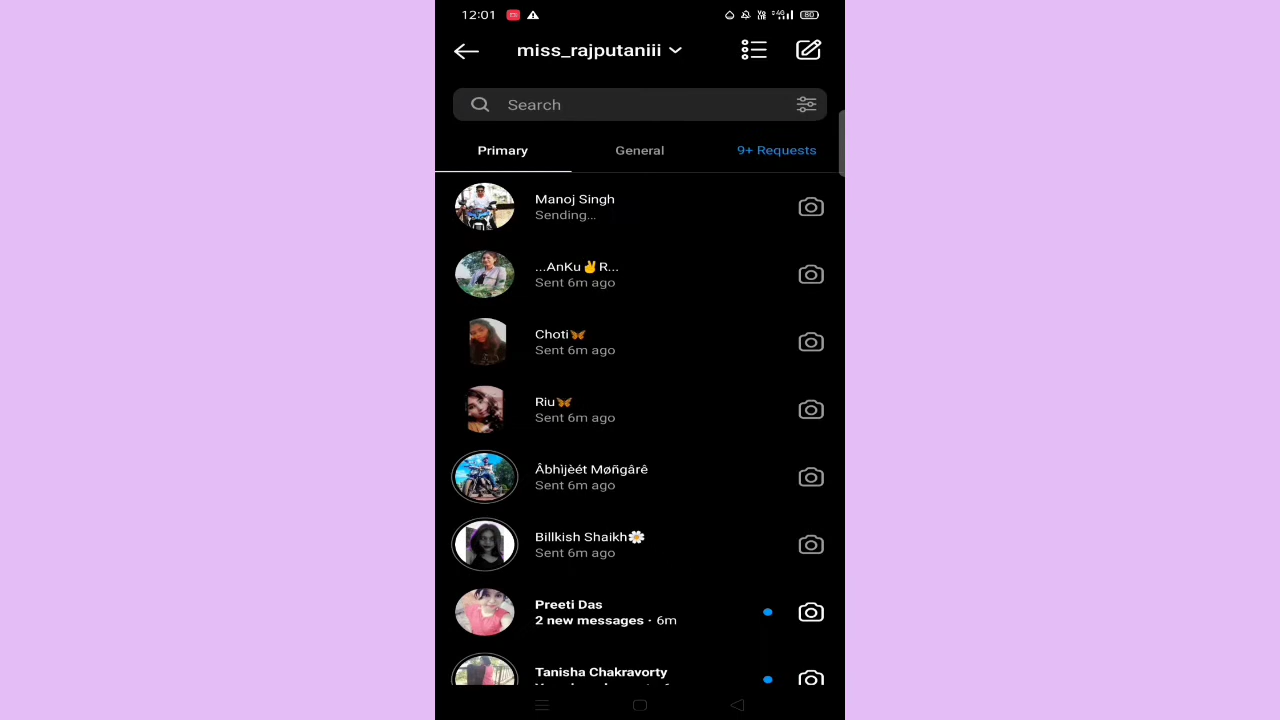 12:01
80
miss_rajputaniii
Search
Primary
General
9+ Requests
Manoj Singh
Sending...
...AnKu✌R...
Sent 6m ago
Choti🦋
Sent 6m ago
Riu🦋
Sent 6m ago
Âbhìjèét Møñgârê
Sent 6m ago
Billkish Shaikh🌼
Sent 6m ago
Preeti Das
2 new messages · 6m
Tanisha Chakravorty